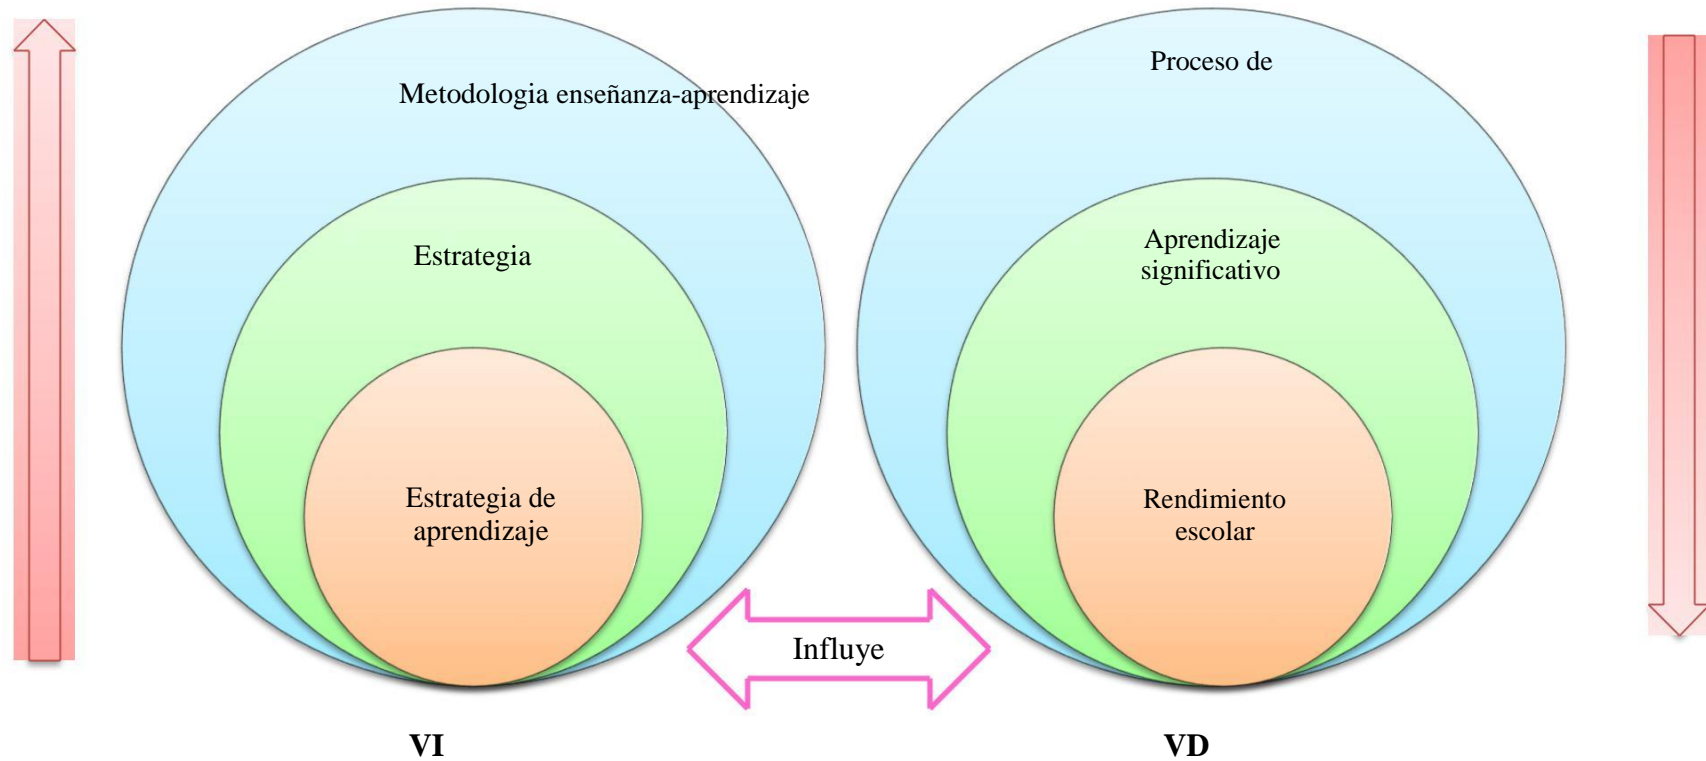 Proceso de
Metodologia enseñanza-aprendizaje
Estrategia
Aprendizaje
significativo
Estrategia de
aprendizaje
Rendimiento
escolar
Influye
VI
VD